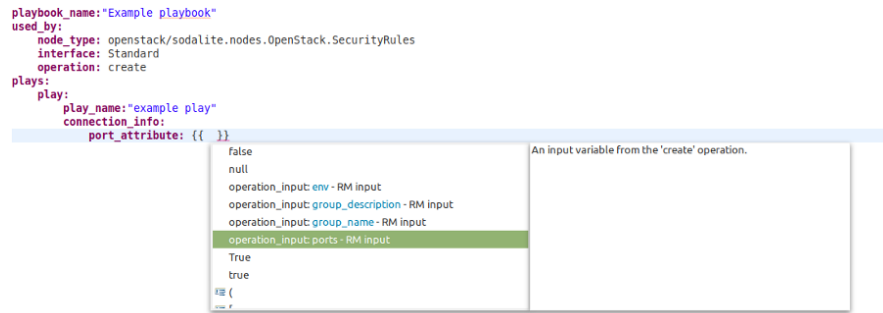 playbook_name:"Example playbook"
used_by:
node_type: openstack/sodalite.nodes.OpenStack.SecurityRules
interface: Standard
operation: create
plays:
play:
play_name:"example play"
connection_info:
port_attribute: {{  }}
false
An input variable from the 'create' operation.
null
operation_input: env - RM input
operation_input: group_description - RM input
operation_input: group_name - RM input
operation_input: ports - RM input
True
true
(